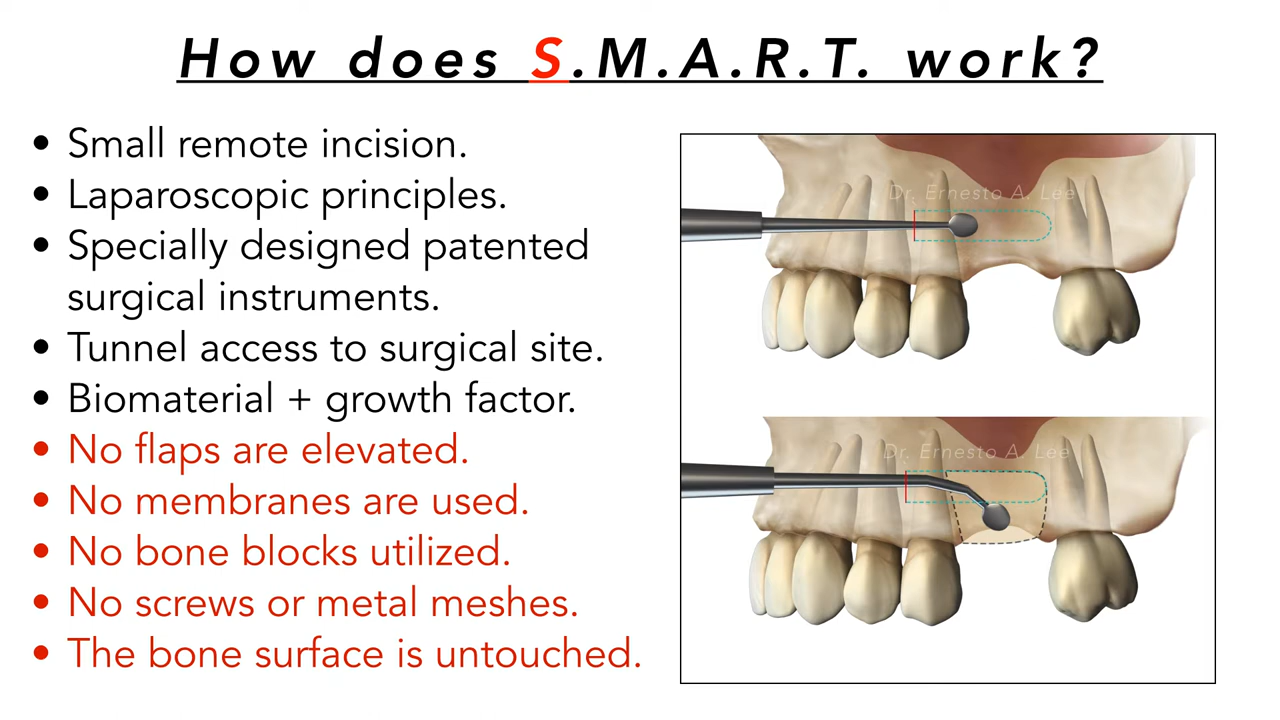 How does S.M.A.R.T. work?
• Small remote incision.
• Laparoscopic principles.
• Specially designed patented
surgical instruments.
• Tunnel access to surgical site.
• Biomaterial + growth factor.
• No flaps are elevated.
• No membranes are used.
• No bone blocks utilized.
• No screws or metal meshes.
• The bone surface is untouched.
Dr. Ernesto A. Lee
Dr. Ernesto A. Lee